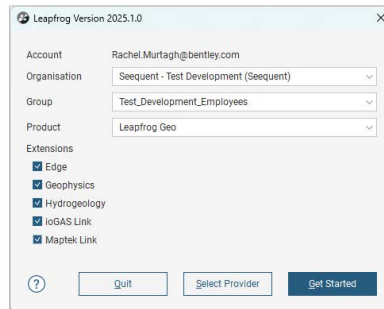 Leapfrog Version 2025.1.0
Account Rachel.Murtagh@bentley.com
Organisation Seequent - Test Development (Seequent)
Group Test_Development_Employees
Product Leapfrog Geo
Extensions
Edge
Geophysics
Hydrogeology
ioGAS Link
Maptek Link
? Quit Select Provider Get Started